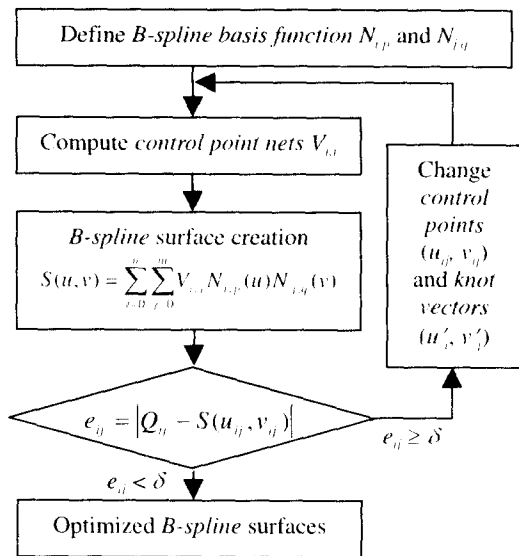 Define B-spline basis function N_{i,p} and N_{j,q}
Compute control point nets V_{i,j}
B-spline surface creation
S(u,v) = \sum_{i=0}^{n} \sum_{j=0}^{m} V_{i,j} N_{i,p}(u) N_{j,q}(v)
Change
control
points
(u_{ij}, v_{ij})
and knot
vectors
(u'_i, v'_j)
e_{ij} = |Q_{ij} − S(u_{ij}, v_{ij})|
e_{ij} ≥ δ
e_{ij} < δ
Optimized B-spline surfaces